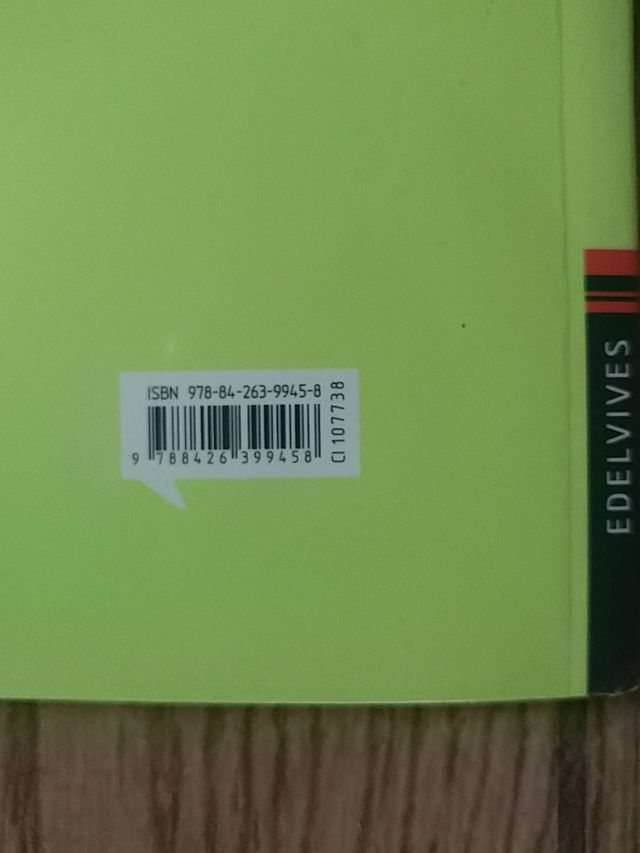 ISBN 978-84-263-9945-8
9 788426 399458
CI 107738
EDELVIVES